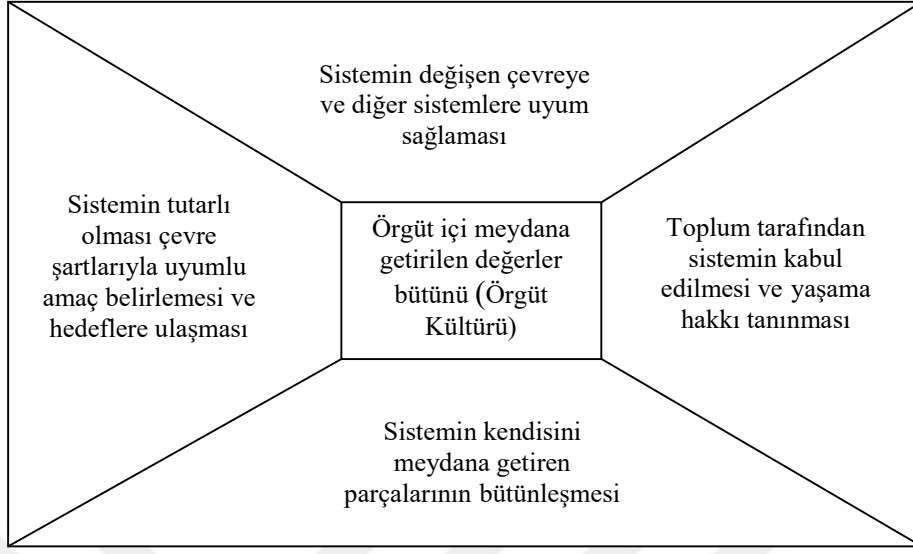 Sistemin değişen çevreye
ve diğer sistemlere uyum
sağlaması
Sistemin tutarlı
olması çevre
şartlarıyla uyumlu
amaç belirlemesi ve
hedeflere ulaşması
Örgüt içi meydana
getirilen değerler
bütünü (Örgüt
Kültürü)
Toplum tarafından
sistemin kabul
edilmesi ve yaşama
hakkı tanınması
Sistemin kendisini
meydana getiren
parçalarının bütünleşmesi